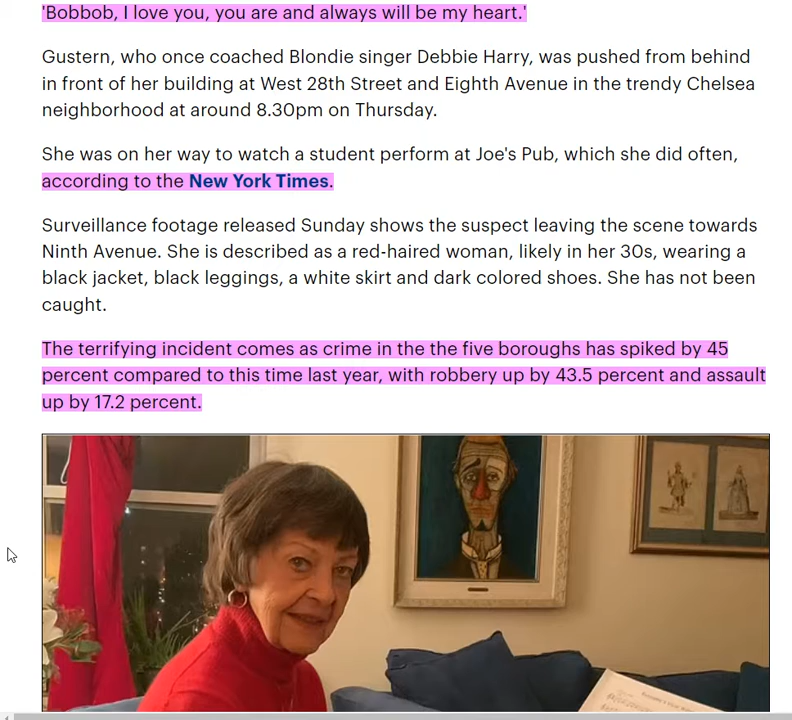 'Bobbob, I love you, you are and always will be my heart.'
Gustern, who once coached Blondie singer Debbie Harry, was pushed from behind
in front of her building at West 28th Street and Eighth Avenue in the trendy Chelsea
neighborhood at around 8.30pm on Thursday.
She was on her way to watch a student perform at Joe's Pub, which she did often,
according to the New York Times.
Surveillance footage released Sunday shows the suspect leaving the scene towards
Ninth Avenue. She is described as a red-haired woman, likely in her 30s, wearing a
black jacket, black leggings, a white skirt and dark colored shoes. She has not been
caught.
The terrifying incident comes as crime in the the five boroughs has spiked by 45
percent compared to this time last year, with robbery up by 43.5 percent and assault
up by 17.2 percent.